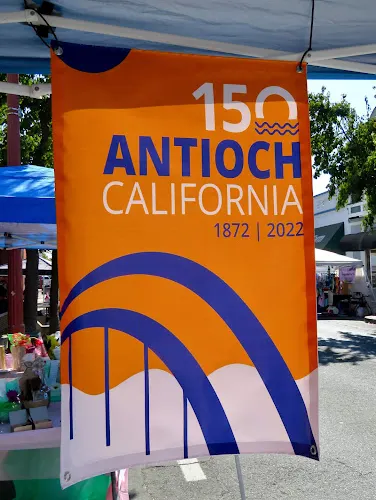 150
ANTIOCH
CALIFORNIA
1872 | 2022